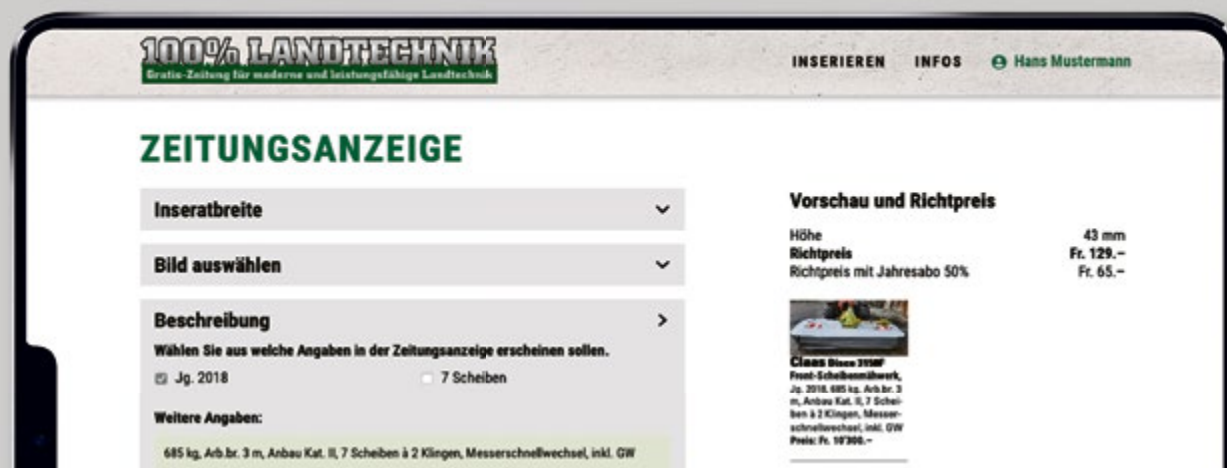 100% LANDTECHNIK
Gratis-Zeitung für moderne und leistungsfähige Landtechnik
INSERIEREN INFOS Hans Mustermann
ZEITUNGSANZEIGE
Inseratbreite
Bild auswählen
Beschreibung
Wählen Sie aus welche Angaben in der Zeitungsanzeige erscheinen sollen.
Jg. 2018 7 Scheiben
Weitere Angaben:
685 kg, Arb.br. 3 m, Anbau Kat. II, 7 Scheiben à 2 Klingen, Messerschnellwechsel, inkl. GW
Vorschau und Richtpreis
Höhe 43 mm
Richtpreis Fr. 129.–
Richtpreis mit Jahresabo 50% Fr. 65.–
Claas Disco 3150F
Front-Scheibenmähwerk,
Jg. 2018, 685 kg, Arb.br. 3
m, Anbau Kat. II, 7 Schei-
ben à 2 Klingen, Messer-
schnellwechsel, inkl. GW
Preis: Fr. 10'300.–